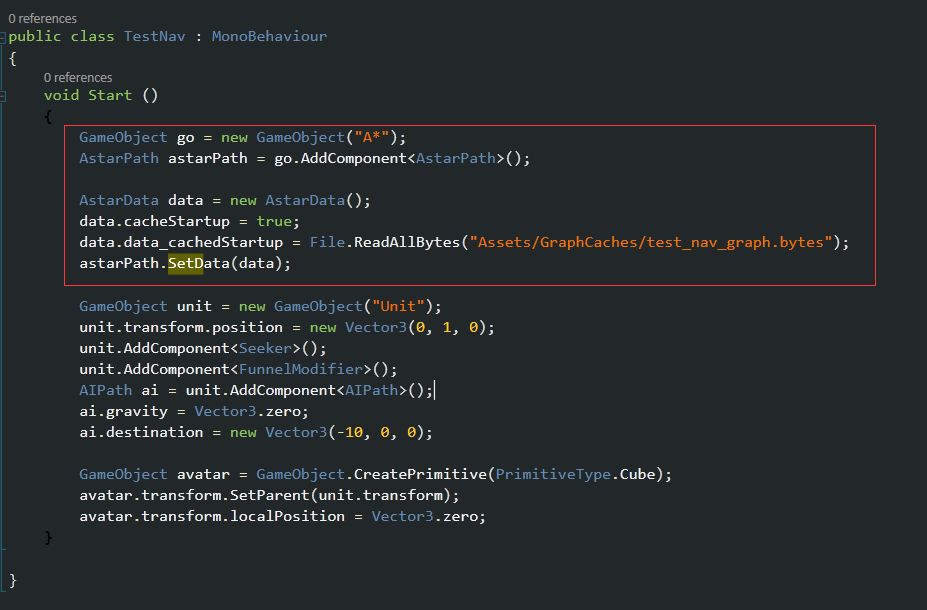 0 references
public class TestNav : MonoBehaviour
{
0 references
void Start ()
{
GameObject go = new GameObject("A*");
AstarPath astarPath = go.AddComponent<AstarPath>();
AstarData data = new AstarData();
data.cacheStartup = true;
data.data_cachedStartup = File.ReadAllBytes("Assets/GraphCaches/test_nav_graph.bytes");
astarPath.SetData(data);
GameObject unit = new GameObject("Unit");
unit.transform.position = new Vector3(0, 1, 0);
unit.AddComponent<Seeker>();
unit.AddComponent<FunnelModifier>();
AIPath ai = unit.AddComponent<AIPath>();
ai.gravity = Vector3.zero;
ai.destination = new Vector3(-10, 0, 0);
GameObject avatar = GameObject.CreatePrimitive(PrimitiveType.Cube);
avatar.transform.SetParent(unit.transform);
avatar.transform.localPosition = Vector3.zero;
}
}